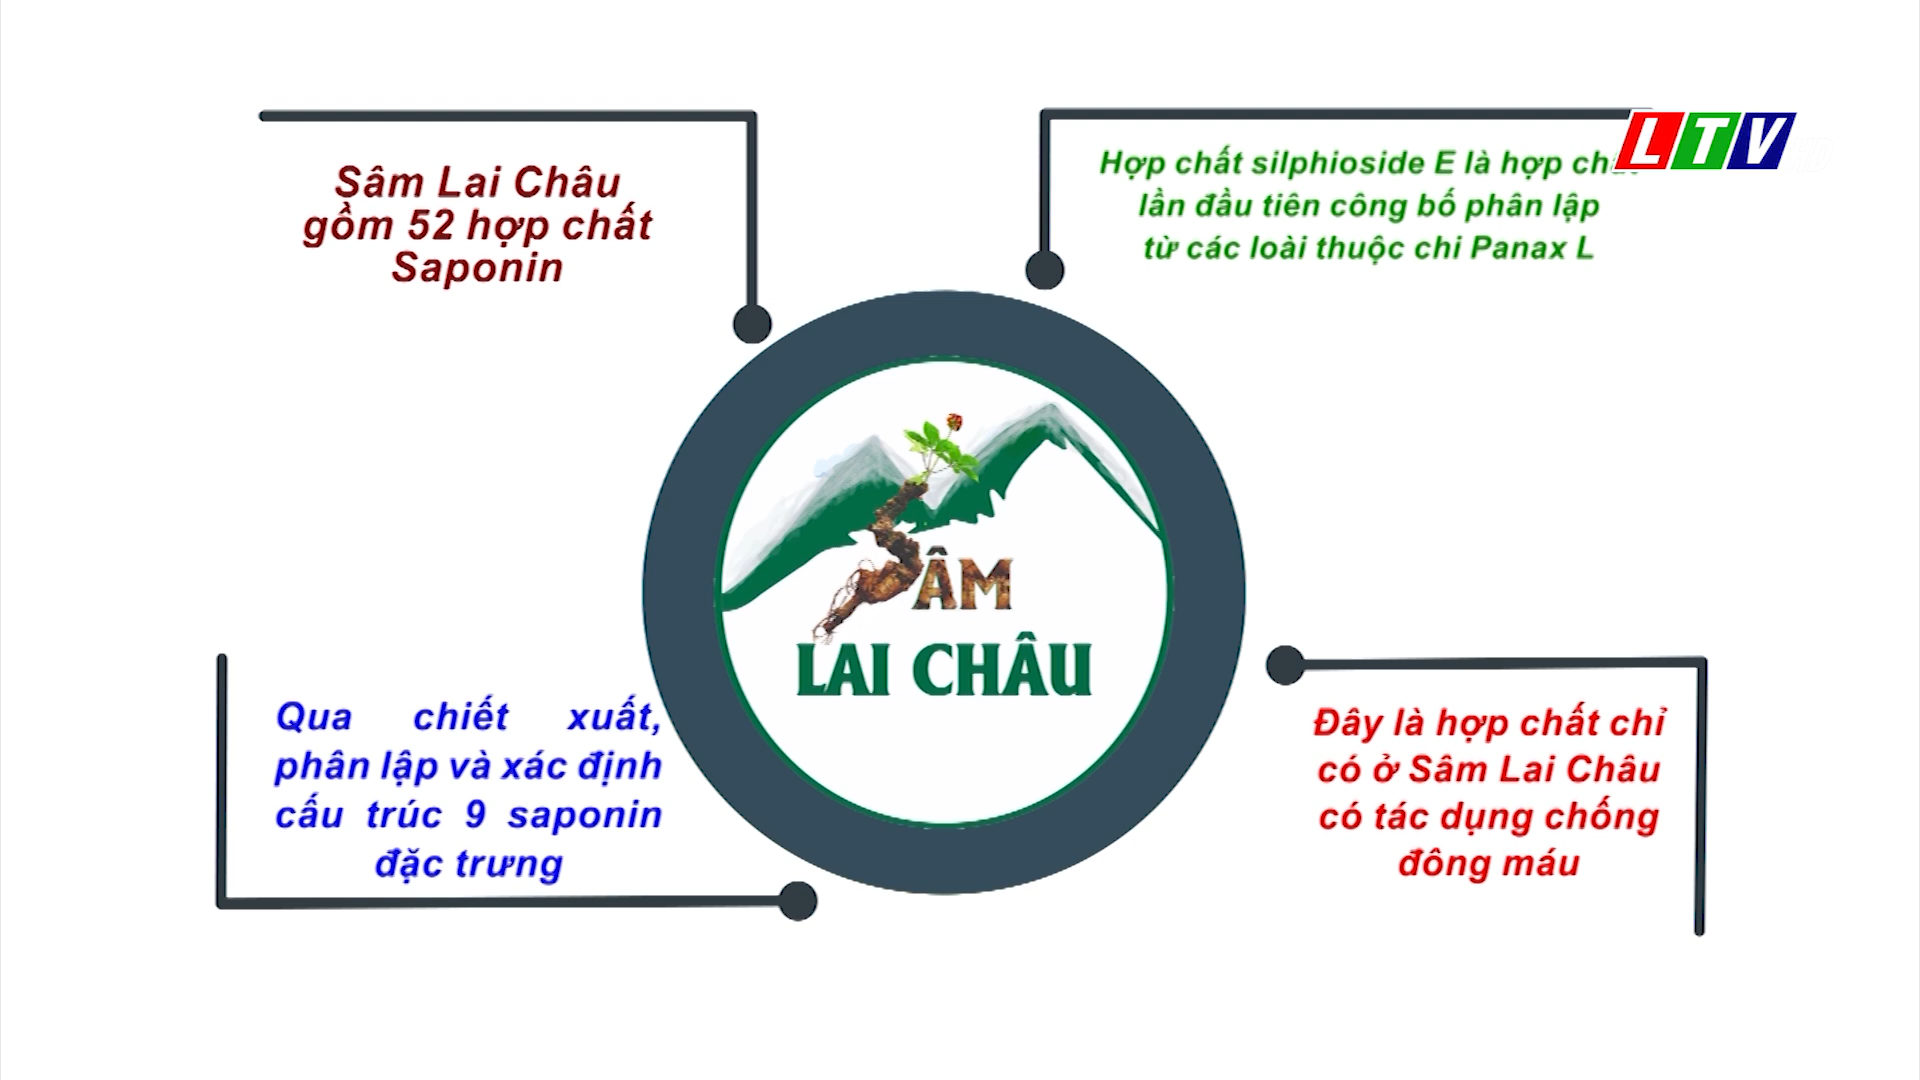 Sâm Lai Châu
gồm 52 hợp chất
Saponin
Hợp chất silphioside E là hợp chất
lần đầu tiên công bố phân lập
từ các loài thuộc chi Panax L
LTV
ÂM
LAI CHÂU
Qua chiết xuất,
phân lập và xác định
cấu trúc 9 saponin
đặc trưng
Đây là hợp chất chỉ
có ở Sâm Lai Châu
có tác dụng chống
đông máu